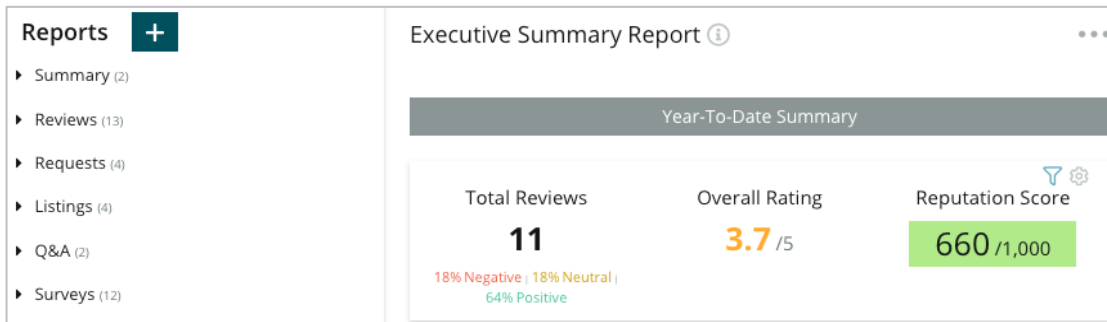 Reports +
Summary (2)
Reviews (13)
Requests (4)
Listings (4)
Q&A (2)
Surveys (12)
Executive Summary Report
Year-To-Date Summary
Total Reviews
11
18% Negative | 18% Neutral |
64% Positive
Overall Rating
3.7 /5
Reputation Score
660 /1,000